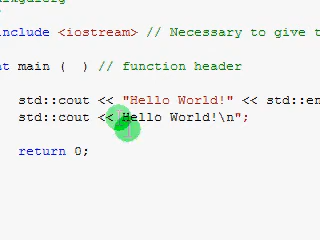 include <iostream> // Necessary to give t
nt main (  ) // function header
std::cout << "Hello World!" << std::en
std::cout << Hello World!\n";
return 0;